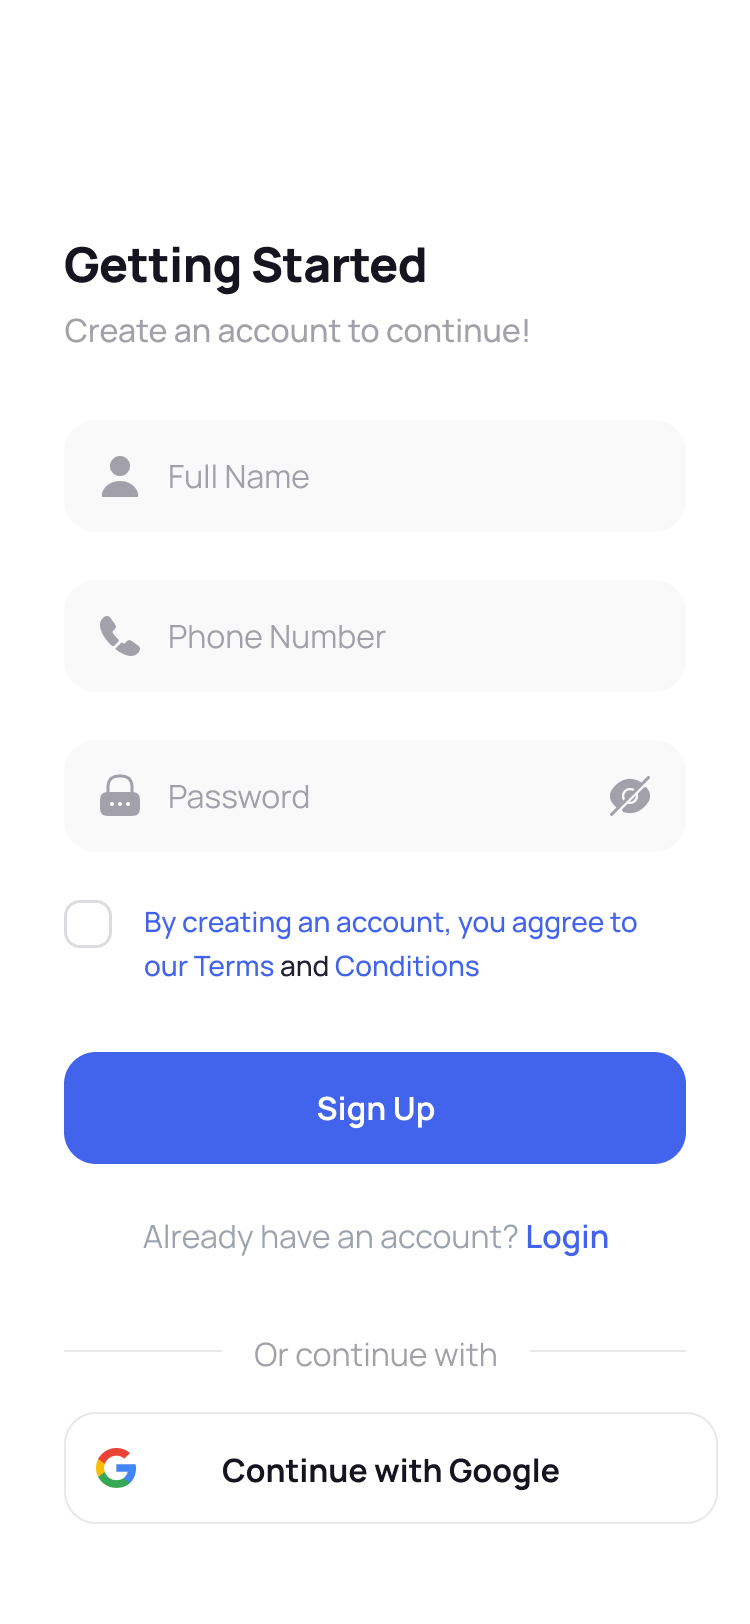 Getting Started
Create an account to continue!
Full Name
Phone Number
Password
By creating an account, you aggree to
our Terms and Conditions
Sign Up
Already have an account? Login
Or continue with
Continue with Google